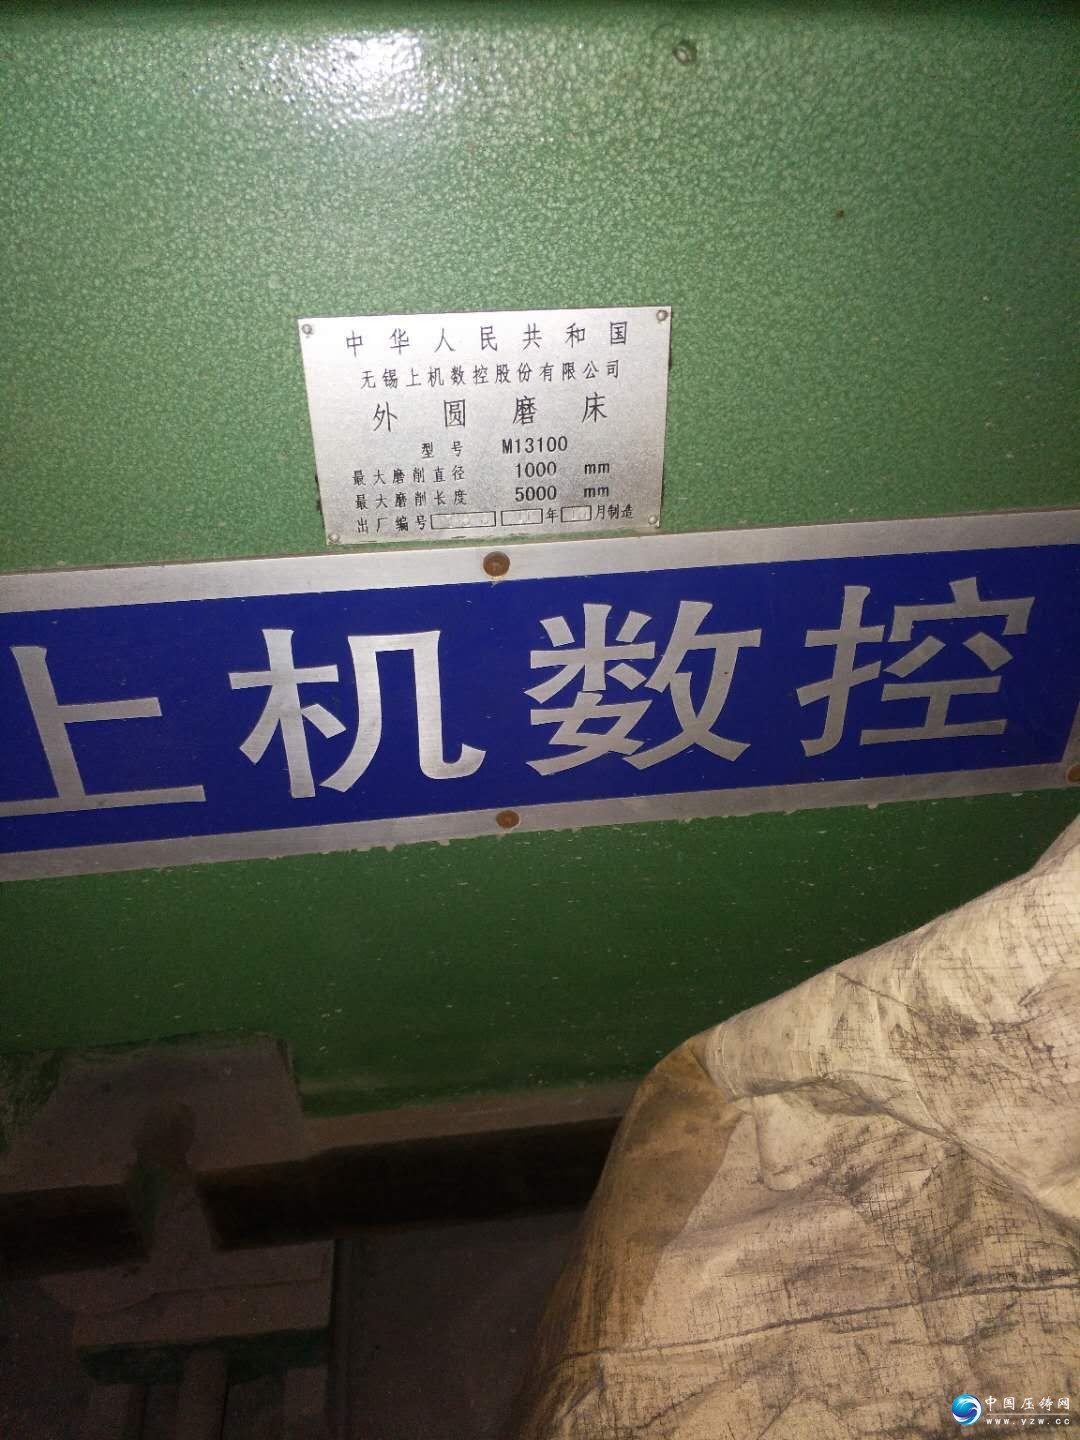 中华人民共和国
无锡上机数控股份有限公司
外圆磨床
型号 M13100
最大磨削直径 1000 mm
最大磨削长度 5000 mm
出厂编号 年 月制造
上机数控
中国压铸网
www.yzw.cc